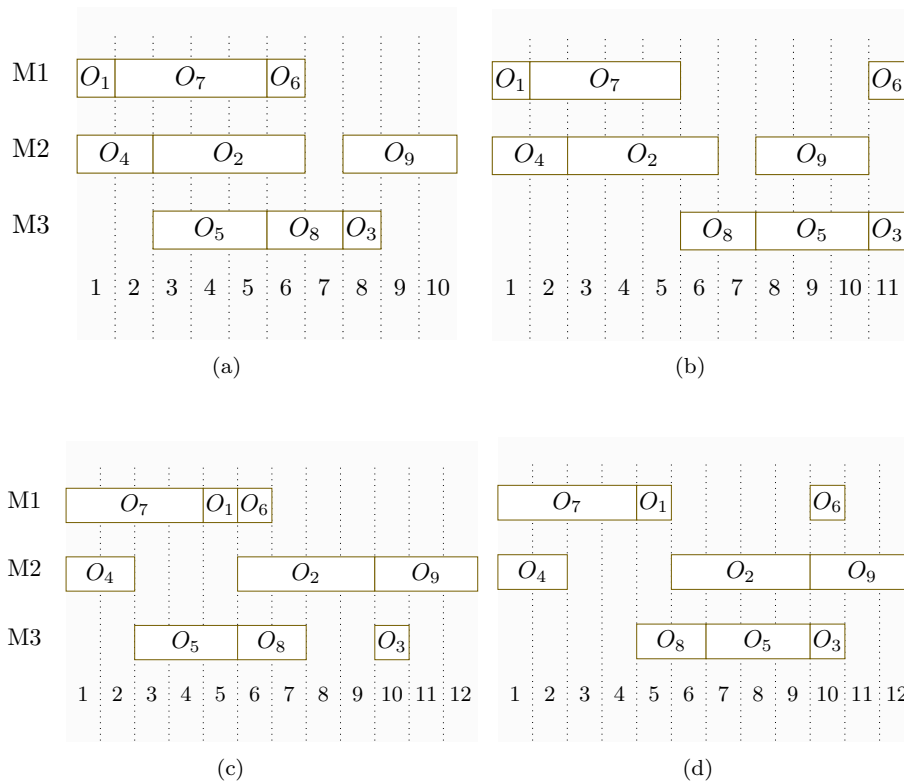 M1 O₁ O₇ O₆ O₁ O₇ O₆
M2 O₄ O₂ O₉ O₄ O₂ O₉
M3 O₅ O₈ O₃ O₈ O₅ O₃
1 2 3 4 5 6 7 8 9 10 1 2 3 4 5 6 7 8 9 10 11
(a) (b)
M1 O₇ O₁ O₆ O₇ O₁ O₆
M2 O₄ O₂ O₉ O₄ O₂ O₉
M3 O₅ O₈ O₃ O₈ O₅ O₃
1 2 3 4 5 6 7 8 9 10 11 12 1 2 3 4 5 6 7 8 9 10 11 12
(c) (d)